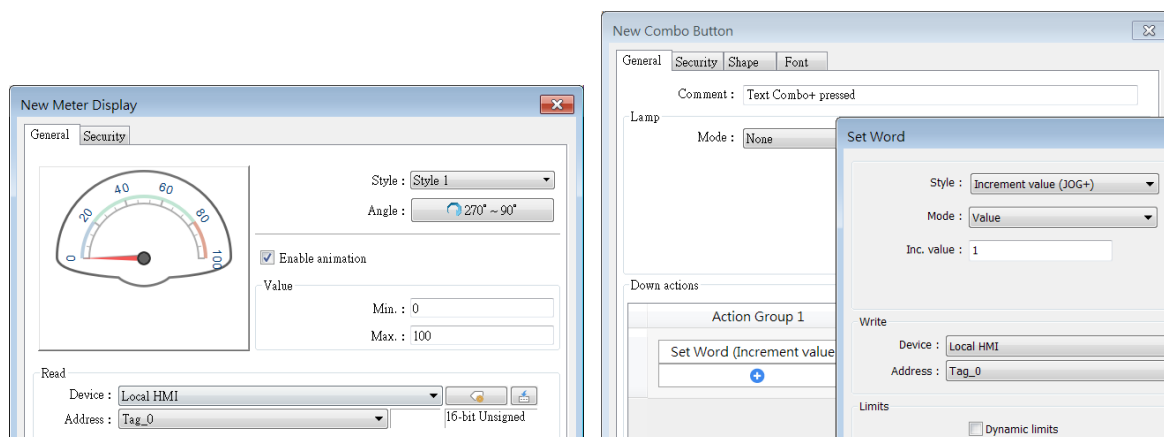 New Meter Display
General Security
0 20 40 60 80 100
Style : Style 1
Angle : 270° ~ 90°
Enable animation
Value
Min. : 0
Max. : 100
Read
Device : Local HMI
Address : Tag_0 16-bit Unsigned
New Combo Button
General Security Shape Font
Comment : Text Combo+ pressed
Lamp
Mode : None
Down actions
Action Group 1
Set Word (Increment value
Set Word
Style : Increment value (JOG+)
Mode : Value
Inc. value : 1
Write
Device : Local HMI
Address : Tag_0
Limits
Dynamic limits